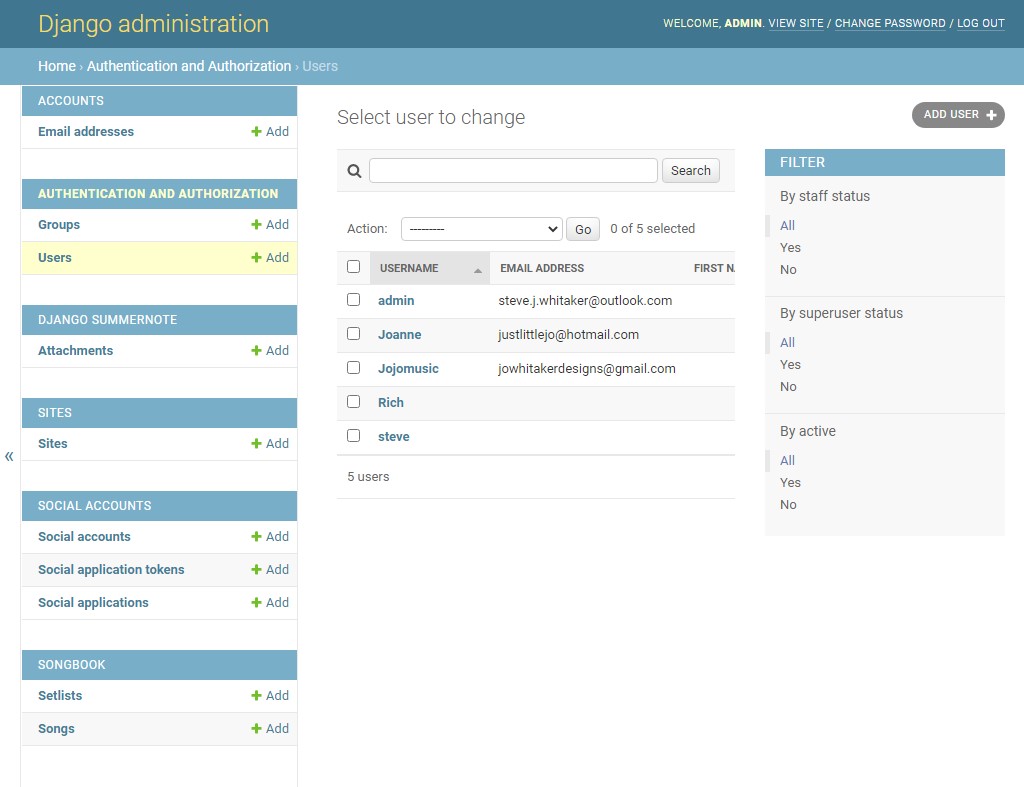 Django administration
WELCOME, ADMIN. VIEW SITE / CHANGE PASSWORD / LOG OUT
Home › Authentication and Authorization › Users
ACCOUNTS
Email addresses + Add
AUTHENTICATION AND AUTHORIZATION
Groups + Add
Users + Add
DJANGO SUMMERNOTE
Attachments + Add
SITES
Sites + Add
«
SOCIAL ACCOUNTS
Social accounts + Add
Social application tokens + Add
Social applications + Add
SONGBOOK
Setlists + Add
Songs + Add
Select user to change
ADD USER +
Search
Action: --------- Go 0 of 5 selected
USERNAME EMAIL ADDRESS FIRST N
admin steve.j.whitaker@outlook.com
Joanne justlittlejo@hotmail.com
Jojomusic jowhitakerdesigns@gmail.com
Rich
steve
5 users
FILTER
By staff status
All
Yes
No
By superuser status
All
Yes
No
By active
All
Yes
No